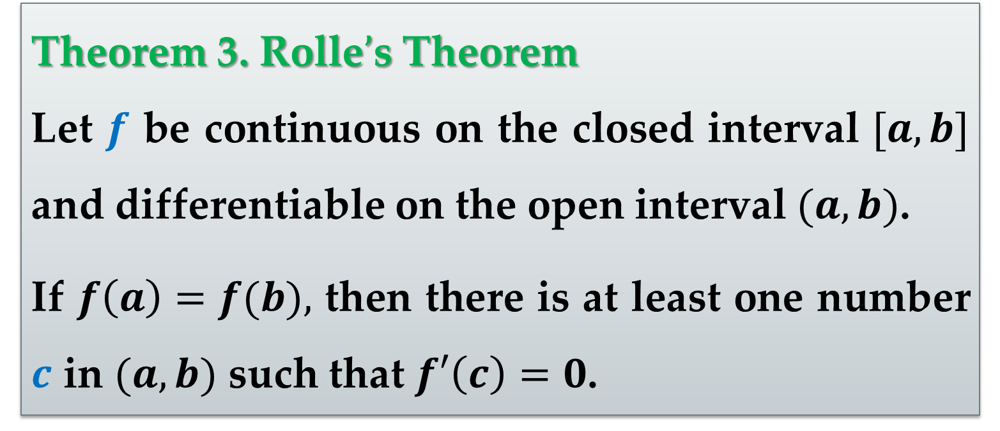 Theorem 3. Rolle’s Theorem
Let f be continuous on the closed interval [a, b]
and differentiable on the open interval (a, b).
If f(a) = f(b), then there is at least one number
c in (a, b) such that f′(c) = 0.